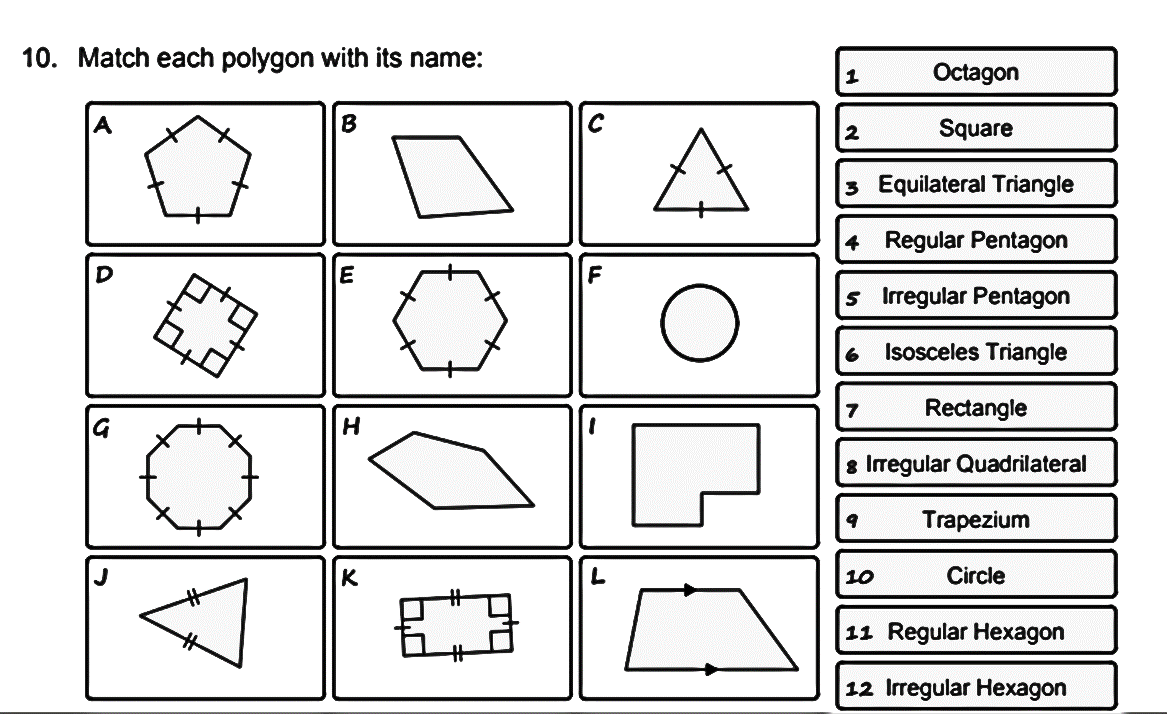 10. Match each polygon with its name:
A
B
C
D
E
F
G
H
I
J
K
L
1 Octagon
2 Square
3 Equilateral Triangle
4 Regular Pentagon
5 Irregular Pentagon
6 Isosceles Triangle
7 Rectangle
8 Irregular Quadrilateral
9 Trapezium
10 Circle
11 Regular Hexagon
12 Irregular Hexagon